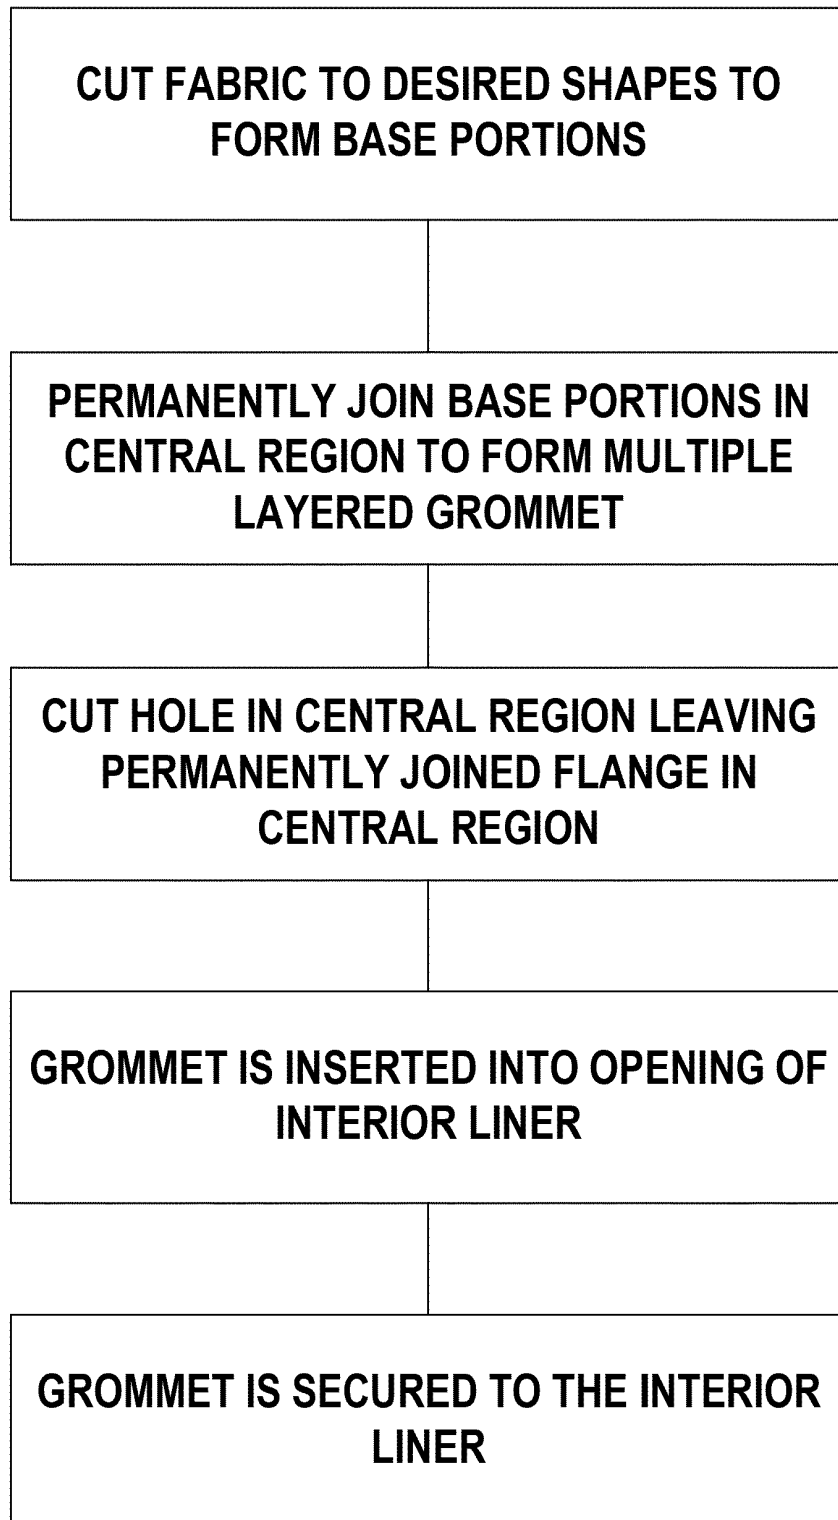 CUT FABRIC TO DESIRED SHAPES TO
FORM BASE PORTIONS
PERMANENTLY JOIN BASE PORTIONS IN
CENTRAL REGION TO FORM MULTIPLE
LAYERED GROMMET
CUT HOLE IN CENTRAL REGION LEAVING
PERMANENTLY JOINED FLANGE IN
CENTRAL REGION
GROMMET IS INSERTED INTO OPENING OF
INTERIOR LINER
GROMMET IS SECURED TO THE INTERIOR
LINER